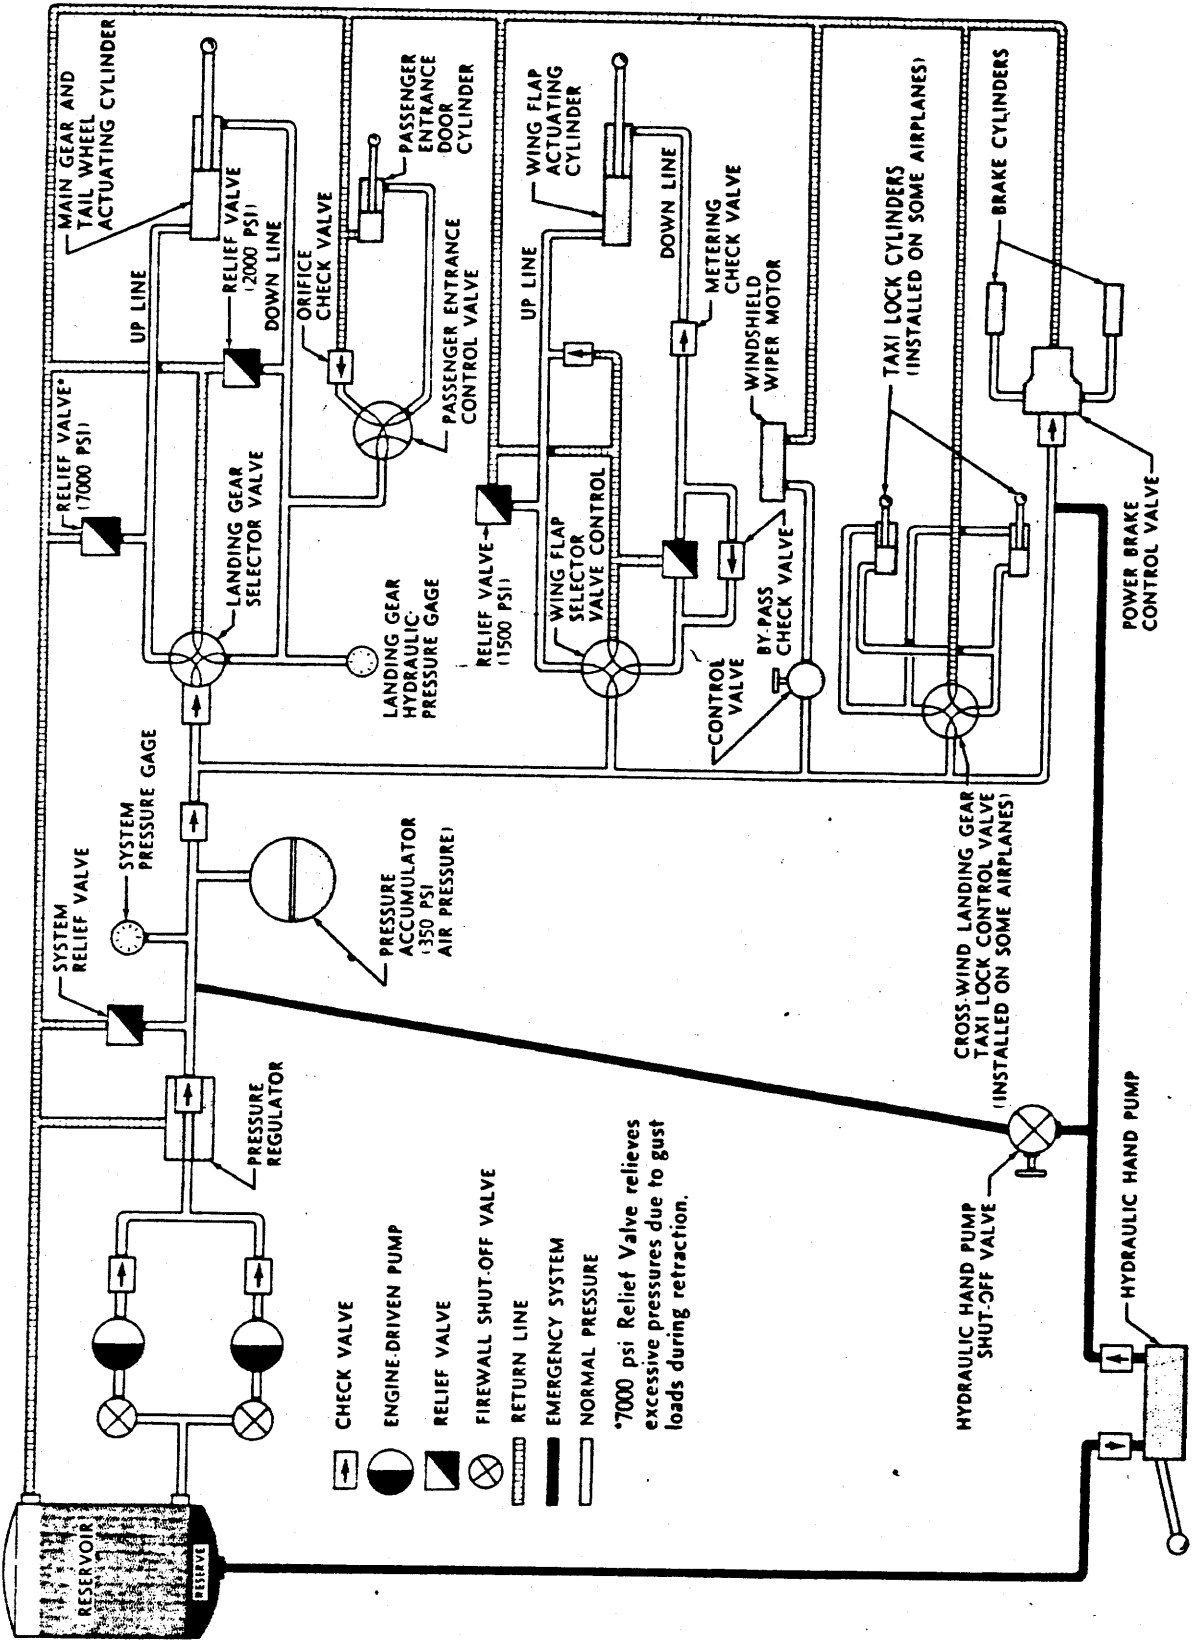 MAIN GEAR AND
TAIL WHEEL
ACTUATING CYLINDER
UP LINE
RELIEF VALVE
(2000 PSI)
DOWN LINE
RELIEF VALVE*
(7000 PSI)
LANDING GEAR
SELECTOR VALVE
ORIFICE
CHECK VALVE
PASSENGER
ENTRANCE
DOOR
CYLINDER
PASSENGER ENTRANCE
CONTROL VALVE
LANDING GEAR
HYDRAULIC
PRESSURE GAGE
WING FLAP
ACTUATING
CYLINDER
UP LINE
DOWN LINE
METERING
CHECK VALVE
RELIEF VALVE
(1500 PSI)
WING FLAP
SELECTOR
VALVE CONTROL
WINDSHIELD
WIPER MOTOR
BY-PASS
CHECK VALVE
CONTROL
VALVE
TAXI LOCK CYLINDERS
(INSTALLED ON SOME AIRPLANES)
BRAKE CYLINDERS
POWER BRAKE
CONTROL VALVE
CROSS-WIND LANDING GEAR
TAXI LOCK CONTROL VALVE
(INSTALLED ON SOME AIRPLANES)
SYSTEM
PRESSURE GAGE
SYSTEM
RELIEF VALVE
PRESSURE
ACCUMULATOR
(350 PSI
AIR PRESSURE)
PRESSURE
REGULATOR
HYDRAULIC HAND PUMP
SHUT-OFF VALVE
HYDRAULIC HAND PUMP
RESERVOIR
RESERVE
CHECK VALVE
ENGINE-DRIVEN PUMP
RELIEF VALVE
FIREWALL SHUT-OFF VALVE
RETURN LINE
EMERGENCY SYSTEM
NORMAL PRESSURE
*7000 psi Relief Valve relieves
excessive pressures due to gust
loads during retraction.